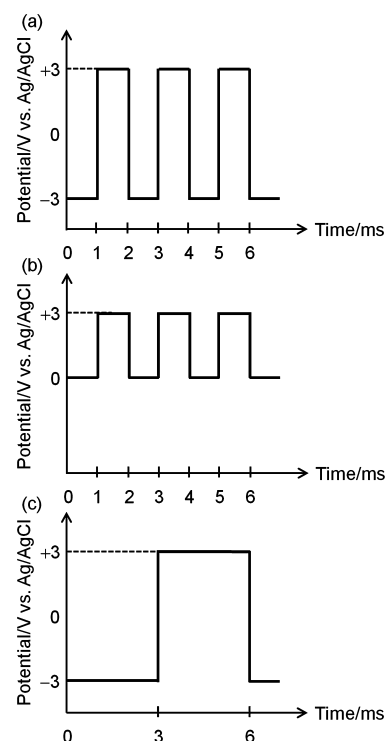 (a)
Potential/V vs. Ag/AgCl
+3
0
−3
Time/ms
0 1 2 3 4 5 6
(b)
Potential/V vs. Ag/AgCl
+3
0
Time/ms
0 1 2 3 4 5 6
(c)
Potential/V vs. Ag/AgCl
+3
0
−3
Time/ms
0 3 6